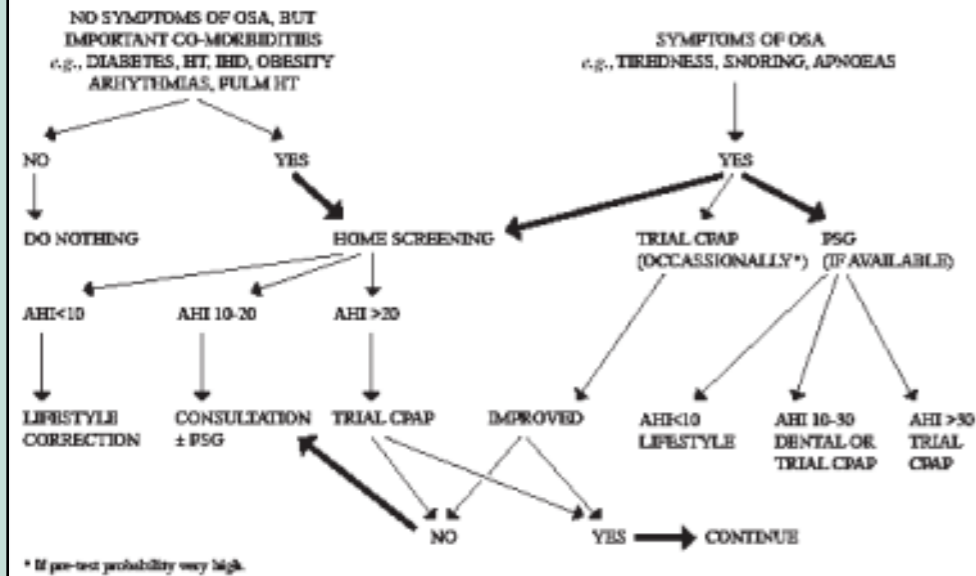 NO SYMPTOMS OF OSA, BUT
IMPORTANT CO-MORBIDITIES
e.g., DIABETES, HT, IHD, OBESITY
ARHYTHMIAS, PULM HT
SYMPTOMS OF OSA
e.g., TIREDNESS, SNORING, APNOEAS
NO
YES
YES
DO NOTHING
HOME SCREENING
TRIAL CPAP
(OCCASSIONALLY*)
PSG
(IF AVAILABLE)
AHI<10
AHI 10-20
AHI >20
LIFESTYLE
CORRECTION
CONSULTATION
± PSG
TRIAL CPAP
IMPROVED
AHI<10
LIFESTYLE
AHI 10-30
DENTAL OR
TRIAL CPAP
AHI >30
TRIAL
CPAP
NO
YES
CONTINUE
* If pre-test probability very high.